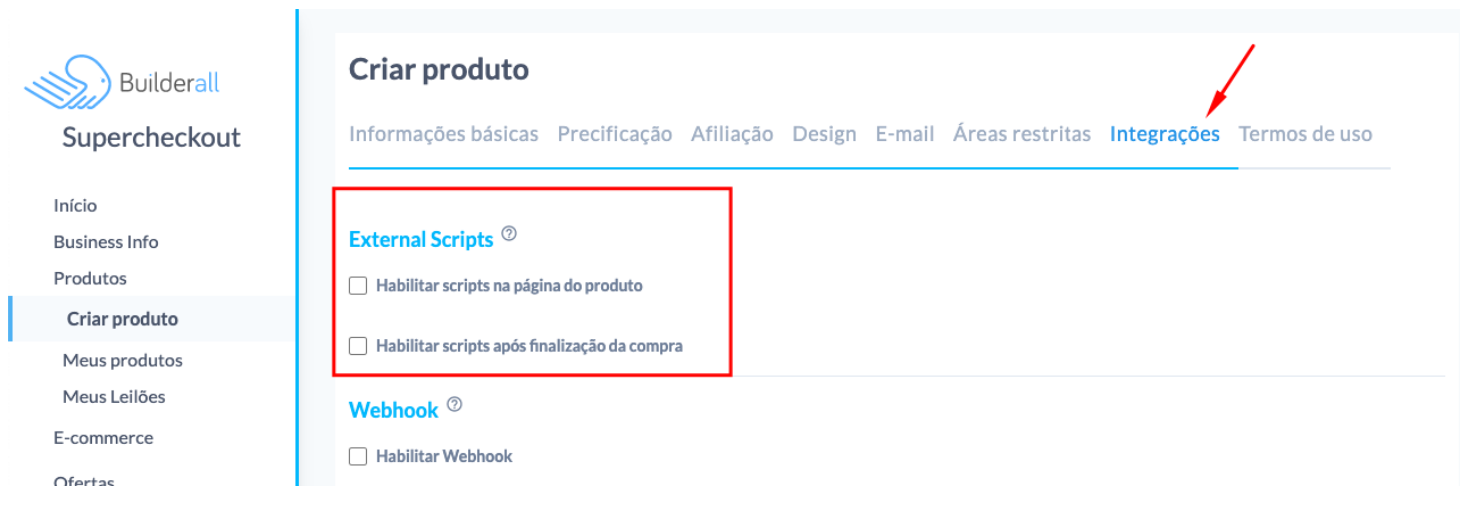 Builderall
Supercheckout
Início
Business Info
Produtos
Criar produto
Meus produtos
Meus Leilões
E-commerce
Ofertas
Criar produto
Informações básicas Precificação Afiliação Design E-mail Áreas restritas Integrações Termos de uso
External Scripts ?
Habilitar scripts na página do produto
Habilitar scripts após finalização da compra
Webhook ?
Habilitar Webhook